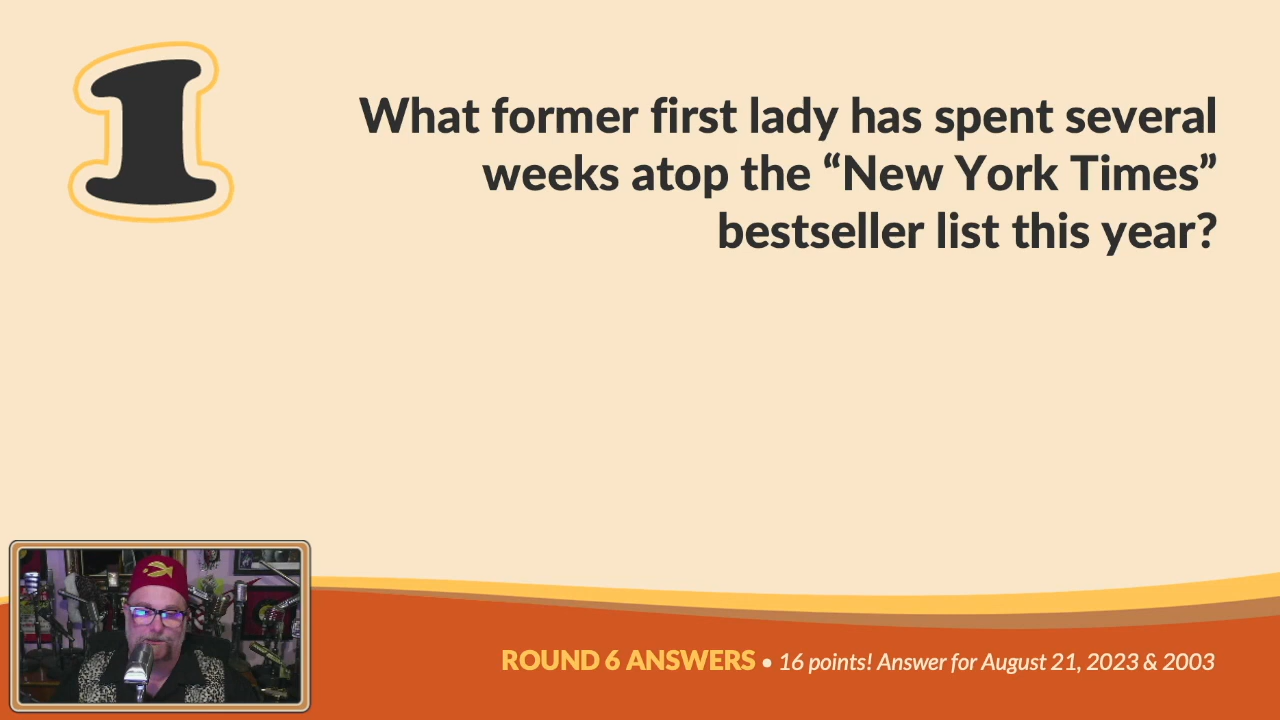 1
What former first lady has spent several
weeks atop the “New York Times”
bestseller list this year?
ROUND 6 ANSWERS • 16 points! Answer for August 21, 2023 & 2003